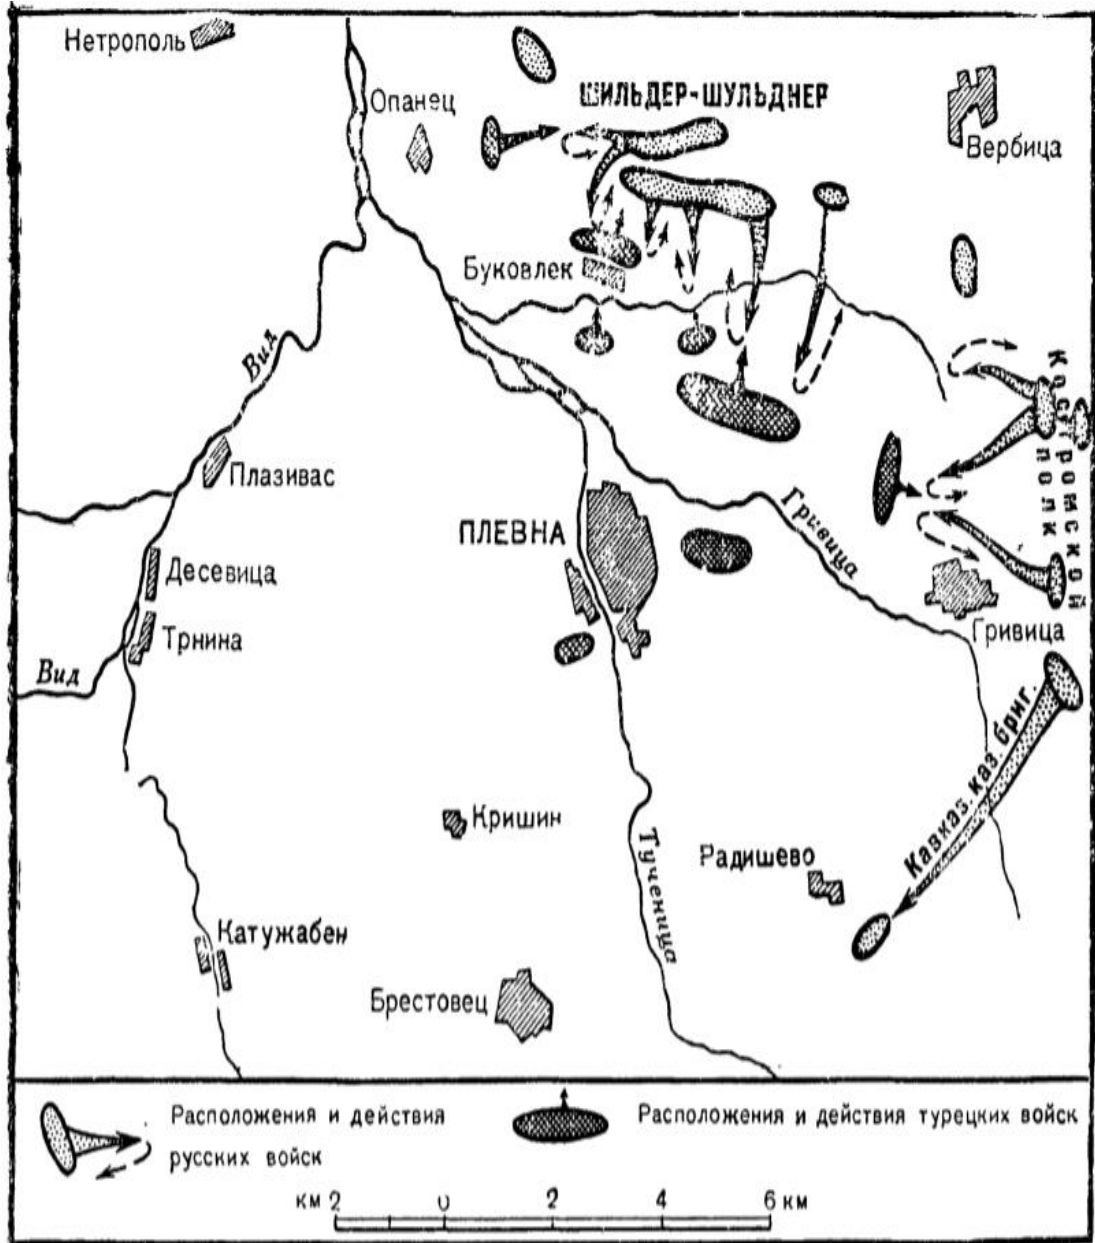 Нетрополь
Опанец
ШИЛЬДЕР-ШУЛЬДНЕР
Вербица
Буковлек
Вид
Костромской
полк
Плазивас
ПЛЕВНА
Гривица
Десевица
Трнина
Гривица
Вид
Кавказ. каз. бриг.
Кришин
Тученица
Радишево
Катужабен
Брестовец
Расположения и действия
русских войск
Расположения и действия турецких войск
км 2 0 2 4 6 км